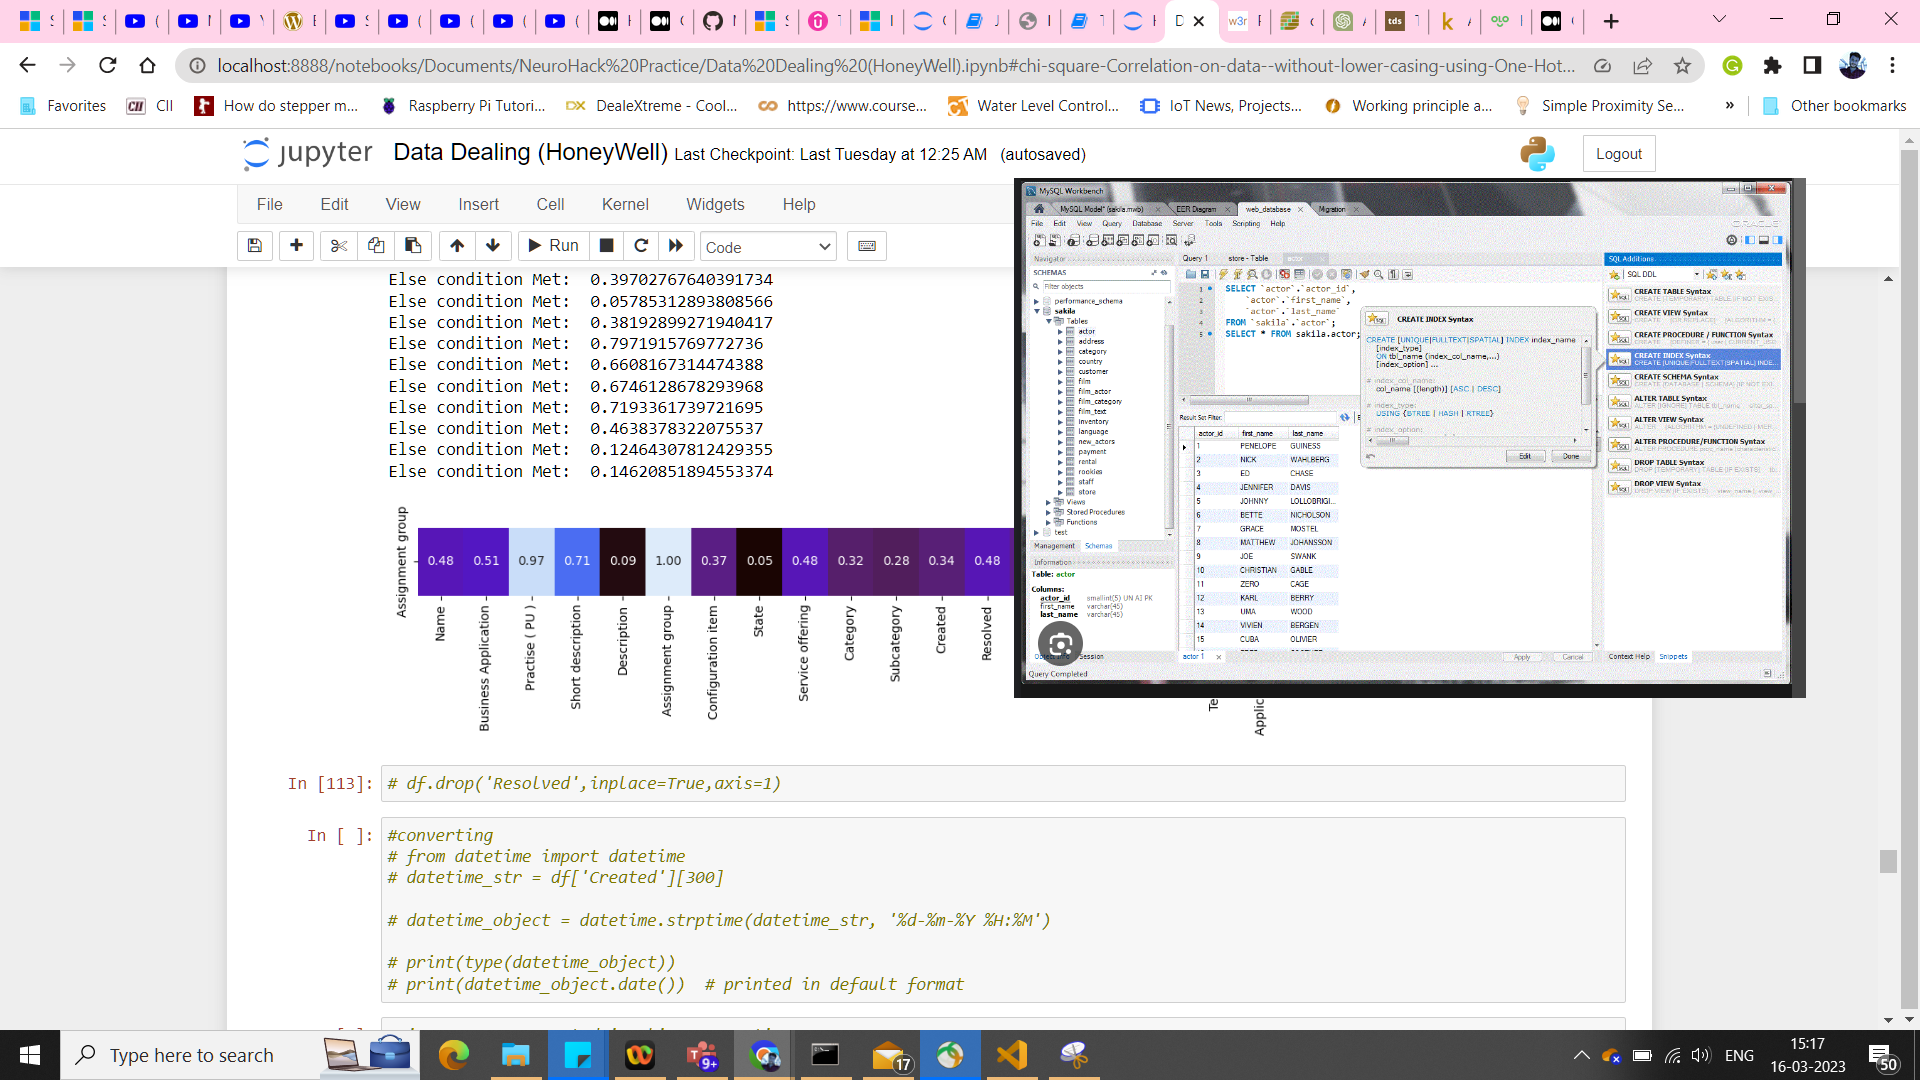 localhost:8888/notebooks/Documents/NeuroHack%20Practice/Data%20Dealing%20(HoneyWell).ipynb#chi-square-Correlation-on-data--without-lower-casing-using-One-Hot...
Favorites
CII
How do stepper m...
Raspberry Pi Tutori...
DealeXtreme - Cool...
https://www.course...
Water Level Control...
IoT News, Projects...
Working principle a...
Simple Proximity Se...
»
Other bookmarks
jupyter Data Dealing (HoneyWell) Last Checkpoint: Last Tuesday at 12:25 AM (autosaved)
Logout
File Edit View Insert Cell Kernel Widgets Help
Run
Code
Else condition Met: 0.39702767640391734
Else condition Met: 0.05785312893808566
Else condition Met: 0.38192899271940417
Else condition Met: 0.7971915769772736
Else condition Met: 0.6608167314474388
Else condition Met: 0.6746128678293968
Else condition Met: 0.7193361739721695
Else condition Met: 0.4638378322075537
Else condition Met: 0.12464307812429355
Else condition Met: 0.14620851894553374
Assignment group
0.48 0.51 0.97 0.71 0.09 1.00 0.37 0.05 0.48 0.32 0.28 0.34 0.48
Name
Business Application
Practise ( PU )
Short description
Description
Assignment group
Configuration item
State
Service offering
Category
Subcategory
Created
Resolved
Te
Applic
MySQL Workbench
MySQL Model* (sakila.mwb)
EER Diagram
web_database
Migration
File Edit View Query Database Server Tools Scripting Help
ORACLE
Navigator
SCHEMAS
Filter objects
performance_schema
sakila
Tables
actor
address
category
country
customer
film
film_actor
film_category
film_text
inventory
language
new_actors
payment
rental
rookies
staff
store
Views
Stored Procedures
Functions
test
Management Schemas
Information
Table: actor
Columns:
actor_id smallint(5) UN AI PK
first_name varchar(45)
last_name varchar(45)
Session
Query Completed
Query 1
store - Table
actor
1 SELECT `actor`.`actor_id`,
2 `actor`.`first_name`,
3 `actor`.`last_name`
4 FROM `sakila`.`actor`;
5 SELECT * FROM sakila.actor;
CREATE INDEX Syntax
CREATE [UNIQUE|FULLTEXT|SPATIAL] INDEX index_name
[index_type]
ON tbl_name (index_col_name,...)
[index_option] ...
# index_col_name:
col_name [(length)] [ASC | DESC]
# index_type:
USING {BTREE | HASH | RTREE}
# index_option:
Edit
Done
Result Set Filter:
actor_id first_name last_name
1 PENELOPE GUINESS
2 NICK WAHLBERG
3 ED CHASE
4 JENNIFER DAVIS
5 JOHNNY LOLLOBRIGI...
6 BETTE NICHOLSON
7 GRACE MOSTEL
8 MATTHEW JOHANSSON
9 JOE SWANK
10 CHRISTIAN GABLE
11 ZERO CAGE
12 KARL BERRY
13 UMA WOOD
14 VIVIEN BERGEN
15 CUBA OLIVIER
actor 1
Apply
Cancel
SQL Additions
SQL DDL
CREATE TABLE Syntax
CREATE VIEW Syntax
CREATE PROCEDURE / FUNCTION Syntax
CREATE INDEX Syntax
CREATE [UNIQUE|FULLTEXT|SPATIAL] INDE...
CREATE SCHEMA Syntax
ALTER TABLE Syntax
ALTER VIEW Syntax
ALTER PROCEDURE/FUNCTION Syntax
DROP TABLE Syntax
DROP VIEW Syntax
Context Help Snippets
In [113]: # df.drop('Resolved',inplace=True,axis=1)
In [ ]: #converting
# from datetime import datetime
# datetime_str = df['Created'][300]
# datetime_object = datetime.strptime(datetime_str, '%d-%m-%Y %H:%M')
# print(type(datetime_object))
# print(datetime_object.date()) # printed in default format
Type here to search
9+
17
ENG
15:17
16-03-2023
50